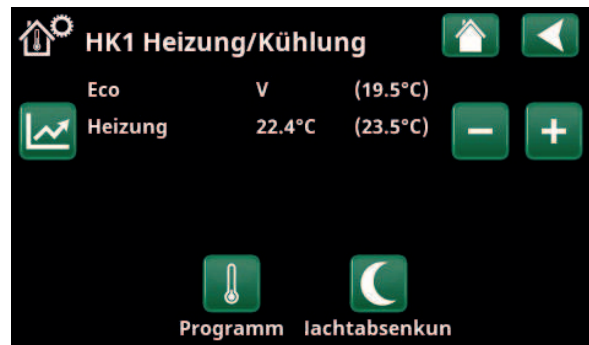 HK1 Heizung/Kühlung
Eco V (19.5°C)
Heizung 22.4°C (23.5°C)
Programm lachtabsenkun